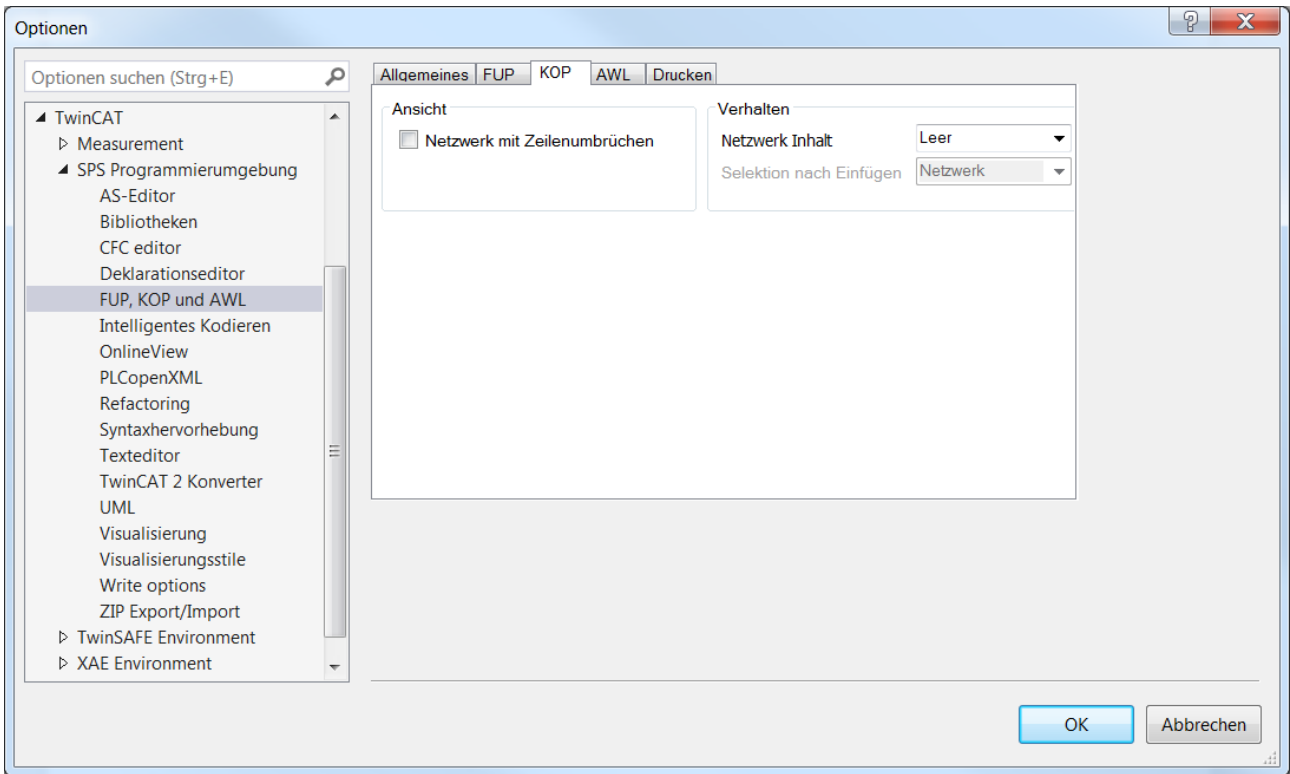 Optionen
Optionen suchen (Strg+E)
TwinCAT
Measurement
SPS Programmierumgebung
AS-Editor
Bibliotheken
CFC editor
Deklarationseditor
FUP, KOP und AWL
Intelligentes Kodieren
OnlineView
PLCopenXML
Refactoring
Syntaxhervorhebung
Texteditor
TwinCAT 2 Konverter
UML
Visualisierung
Visualisierungsstile
Write options
ZIP Export/Import
TwinSAFE Environment
XAE Environment
Allgemeines FUP KOP AWL Drucken
Ansicht
Netzwerk mit Zeilenumbrüchen
Verhalten
Netzwerk Inhalt Leer
Selektion nach Einfügen Netzwerk
OK Abbrechen